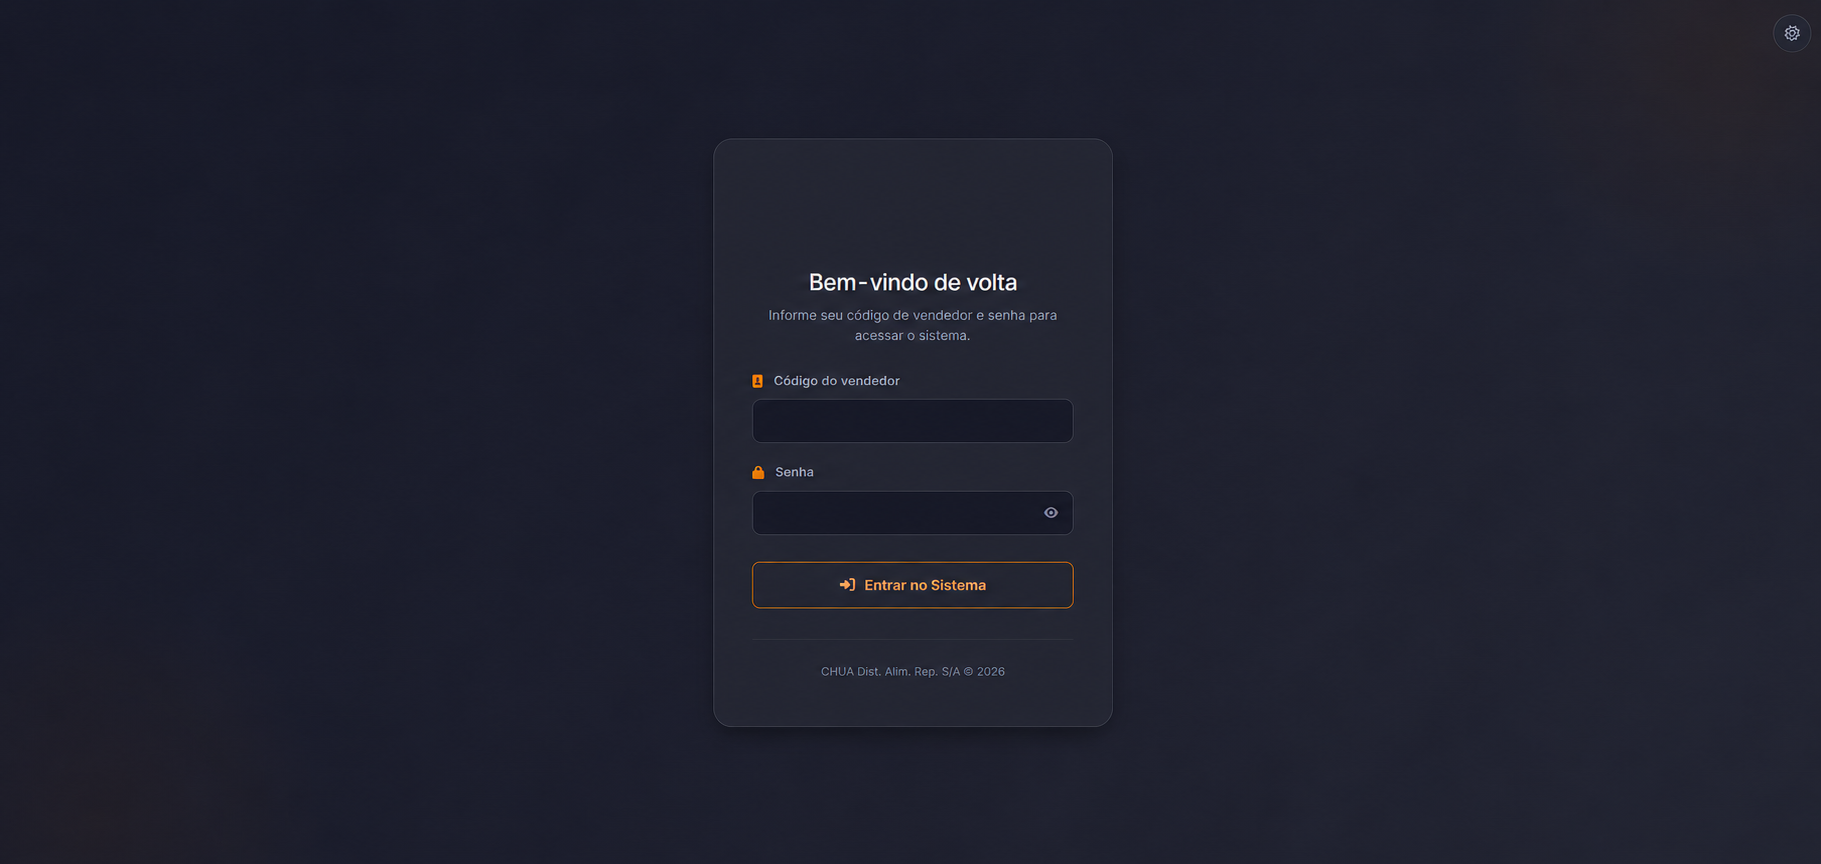 Bem-vindo de volta
Informe seu código de vendedor e senha para
acessar o sistema.
Código do vendedor
Senha
Entrar no Sistema
CHUA Dist. Alim. Rep. S/A © 2026